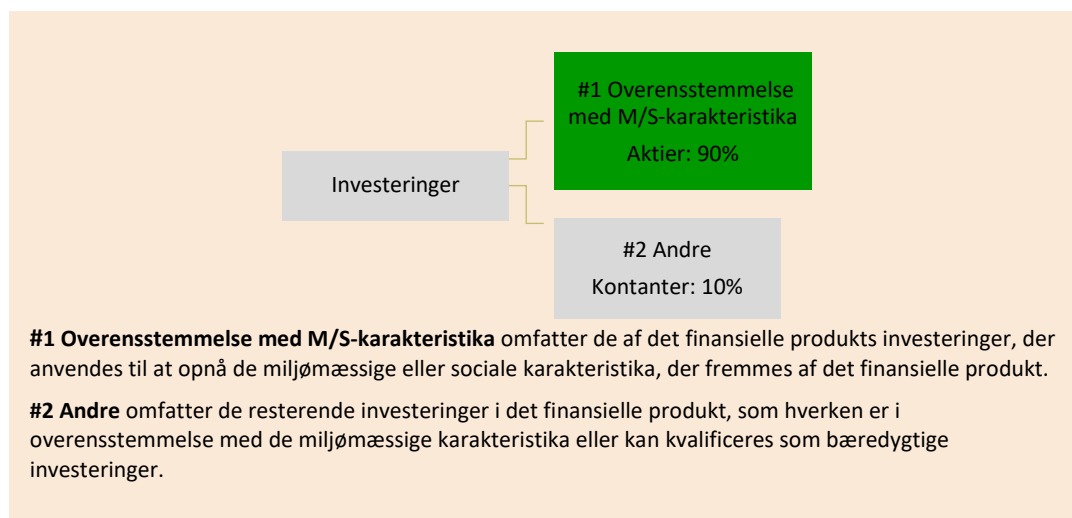 #1 Overensstemmelse
med M/S-karakteristika
Aktier: 90%
Investeringer
#2 Andre
Kontanter: 10%
#1 Overensstemmelse med M/S-karakteristika omfatter de af det finansielle produkts investeringer, der
anvendes til at opnå de miljømæssige eller sociale karakteristika, der fremmes af det finansielle produkt.
#2 Andre omfatter de resterende investeringer i det finansielle produkt, som hverken er i
overensstemmelse med de miljømæssige karakteristika eller kan kvalificeres som bæredygtige
investeringer.